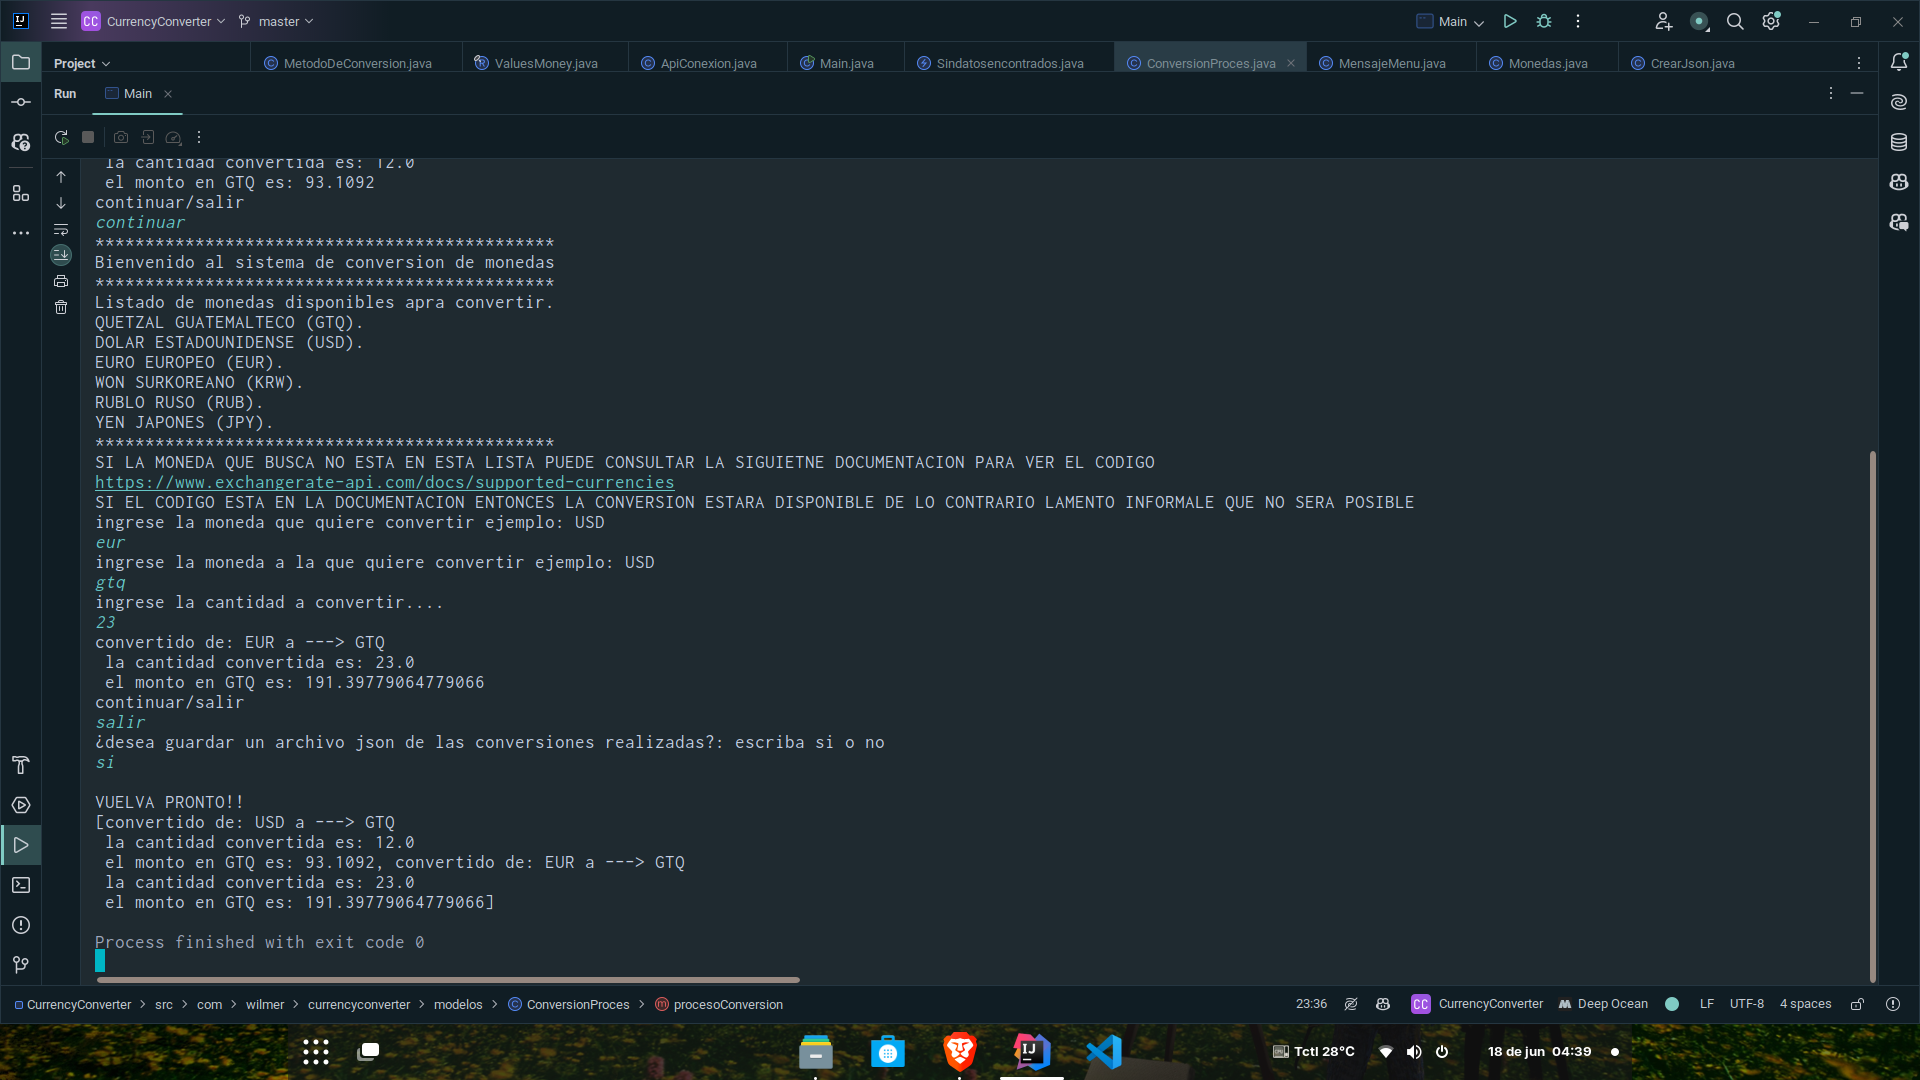 CC CurrencyConverter master Main
Project MetodoDeConversion.java ValuesMoney.java ApiConexion.java Main.java Sindatosencontrados.java ConversionProces.java MensajeMenu.java Monedas.java CrearJson.java
Run Main
la cantidad convertida es: 12.0
el monto en GTQ es: 93.1092
continuar/salir
continuar
**********************************************
Bienvenido al sistema de conversion de monedas
**********************************************
Listado de monedas disponibles apra convertir.
QUETZAL GUATEMALTECO (GTQ).
DOLAR ESTADOUNIDENSE (USD).
EURO EUROPEO (EUR).
WON SURKOREANO (KRW).
RUBLO RUSO (RUB).
YEN JAPONES (JPY).
**********************************************
SI LA MONEDA QUE BUSCA NO ESTA EN ESTA LISTA PUEDE CONSULTAR LA SIGUIETNE DOCUMENTACION PARA VER EL CODIGO
https://www.exchangerate-api.com/docs/supported-currencies
SI EL CODIGO ESTA EN LA DOCUMENTACION ENTONCES LA CONVERSION ESTARA DISPONIBLE DE LO CONTRARIO LAMENTO INFORMALE QUE NO SERA POSIBLE
ingrese la moneda que quiere convertir ejemplo: USD
eur
ingrese la moneda a la que quiere convertir ejemplo: USD
gtq
ingrese la cantidad a convertir....
23
convertido de: EUR a ---> GTQ
la cantidad convertida es: 23.0
el monto en GTQ es: 191.39779064779066
continuar/salir
salir
¿desea guardar un archivo json de las conversiones realizadas?: escriba si o no
si
VUELVA PRONTO!!
[convertido de: USD a ---> GTQ
la cantidad convertida es: 12.0
el monto en GTQ es: 93.1092, convertido de: EUR a ---> GTQ
la cantidad convertida es: 23.0
el monto en GTQ es: 191.39779064779066]
Process finished with exit code 0
CurrencyConverter > src > com > wilmer > currencyconverter > modelos > ConversionProces > procesoConversion 23:36 CC CurrencyConverter Deep Ocean LF UTF-8 4 spaces
Tctl 28°C 18 de jun 04:39